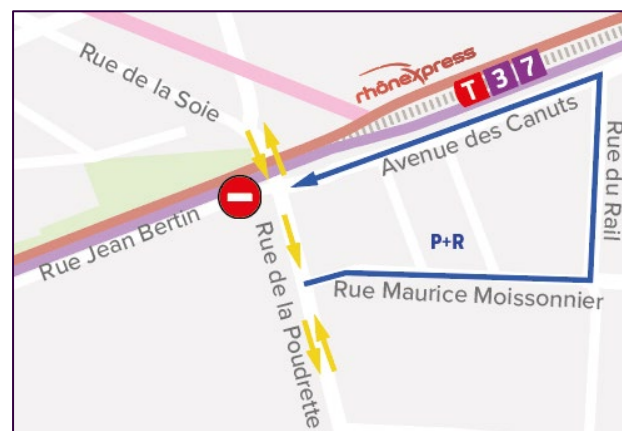 Rue de la Soie
rhônexpress
T 3 7
Avenue des Canuts
Rue du Rail
Rue Jean Bertin
Rue de la Poudrette
P+R
Rue Maurice Moissonnier